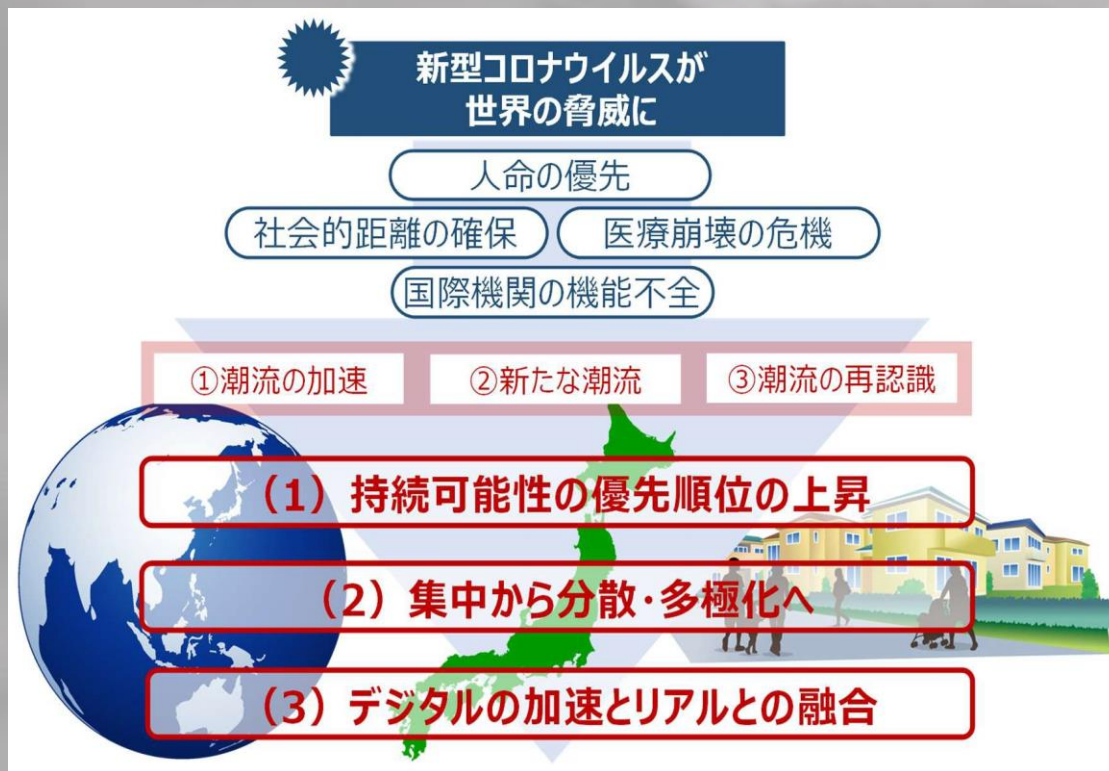 新型コロナウイルスが
世界の脅威に
人命の優先
社会的距離の確保
医療崩壊の危機
国際機関の機能不全
①潮流の加速
②新たな潮流
③潮流の再認識
（1）持続可能性の優先順位の上昇
（2）集中から分散・多極化へ
（3）デジタルの加速とリアルとの融合